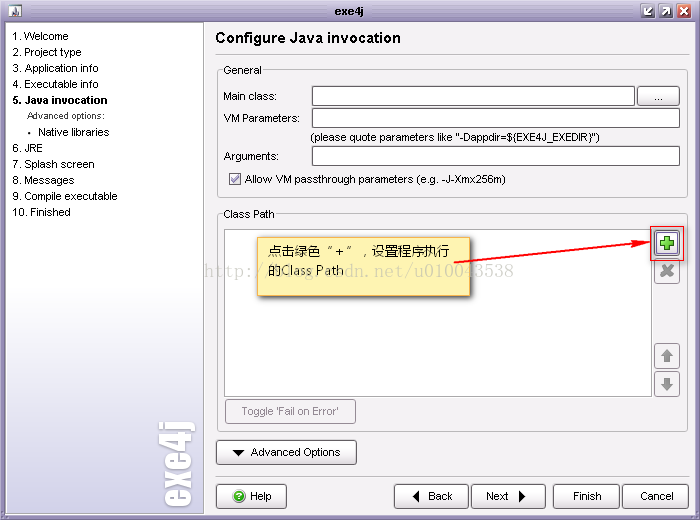 exe4j
1. Welcome
2. Project type
3. Application info
4. Executable info
5. Java invocation
Advanced options:
• Native libraries
6. JRE
7. Splash screen
8. Messages
9. Compile executable
10. Finished
exe4j
Configure Java invocation
General
Main class:
...
VM Parameters:
(please quote parameters like "-Dappdir=${EXE4J_EXEDIR}")
Arguments:
Allow VM passthrough parameters (e.g. -J-Xmx256m)
Class Path
点击绿色“+”，设置程序执行
的Class Path
Toggle 'Fail on Error'
Advanced Options
Help
Back
Next
Finish
Cancel